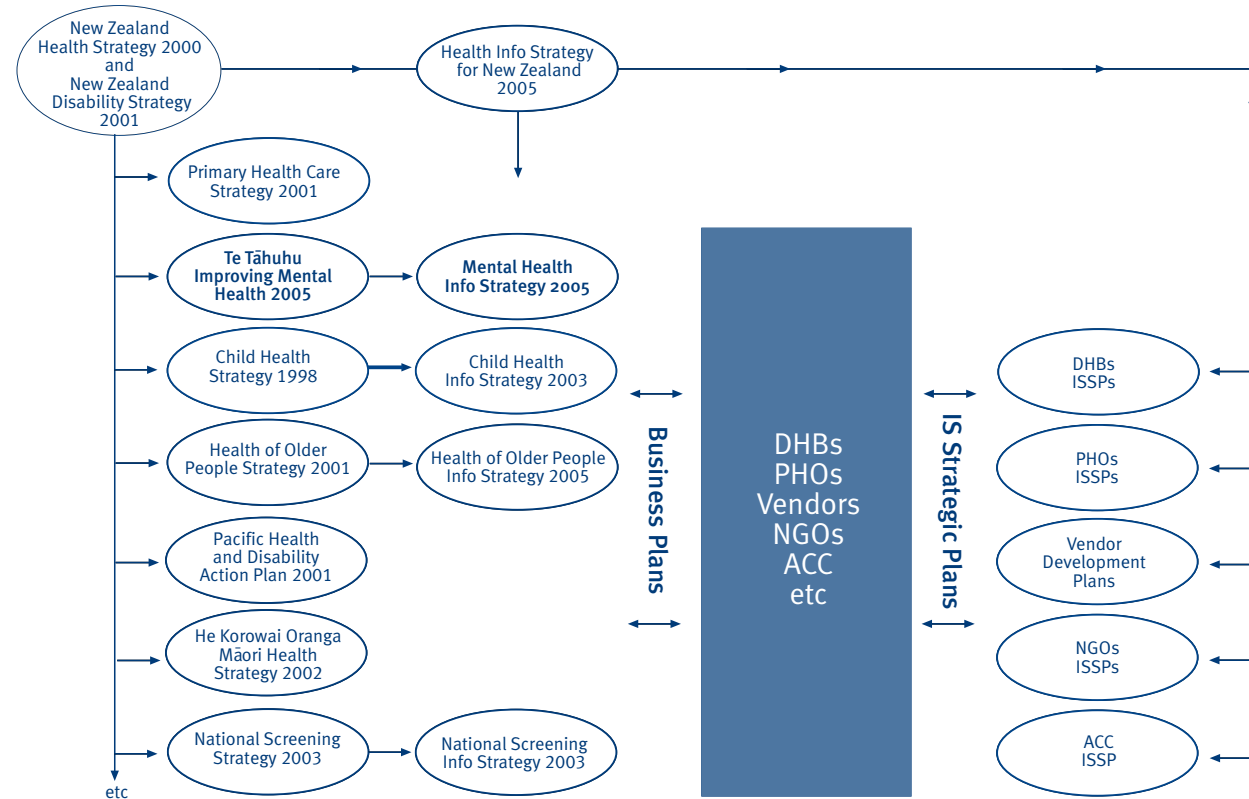 New Zealand
Health Strategy 2000
and
New Zealand
Disability Strategy
2001
Health Info Strategy
for New Zealand
2005
Primary Health Care
Strategy 2001
Te Tāhuhu
Improving Mental
Health 2005
Mental Health
Info Strategy 2005
Child Health
Strategy 1998
Child Health
Info Strategy 2003
Health of Older
People Strategy 2001
Health of Older People
Info Strategy 2005
Pacific Health
and Disability
Action Plan 2001
He Korowai Oranga
Māori Health
Strategy 2002
National Screening
Strategy 2003
National Screening
Info Strategy 2003
etc
Business Plans
DHBs
PHOs
Vendors
NGOs
ACC
etc
IS Strategic Plans
DHBs
ISSPs
PHOs
ISSPs
Vendor
Development
Plans
NGOs
ISSPs
ACC
ISSP